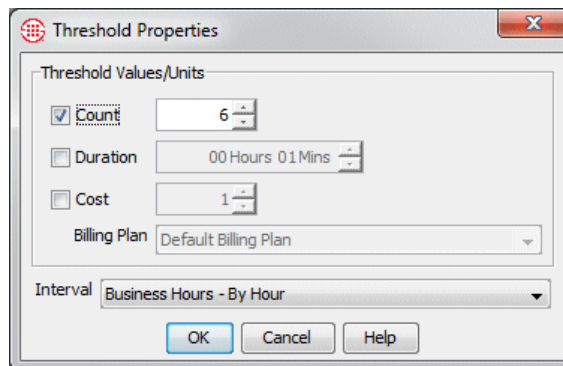 Threshold Properties
Threshold Values/Units
Count 6
Duration 00 Hours 01 Mins
Cost 1
Billing Plan Default Billing Plan
Interval Business Hours - By Hour
OK Cancel Help